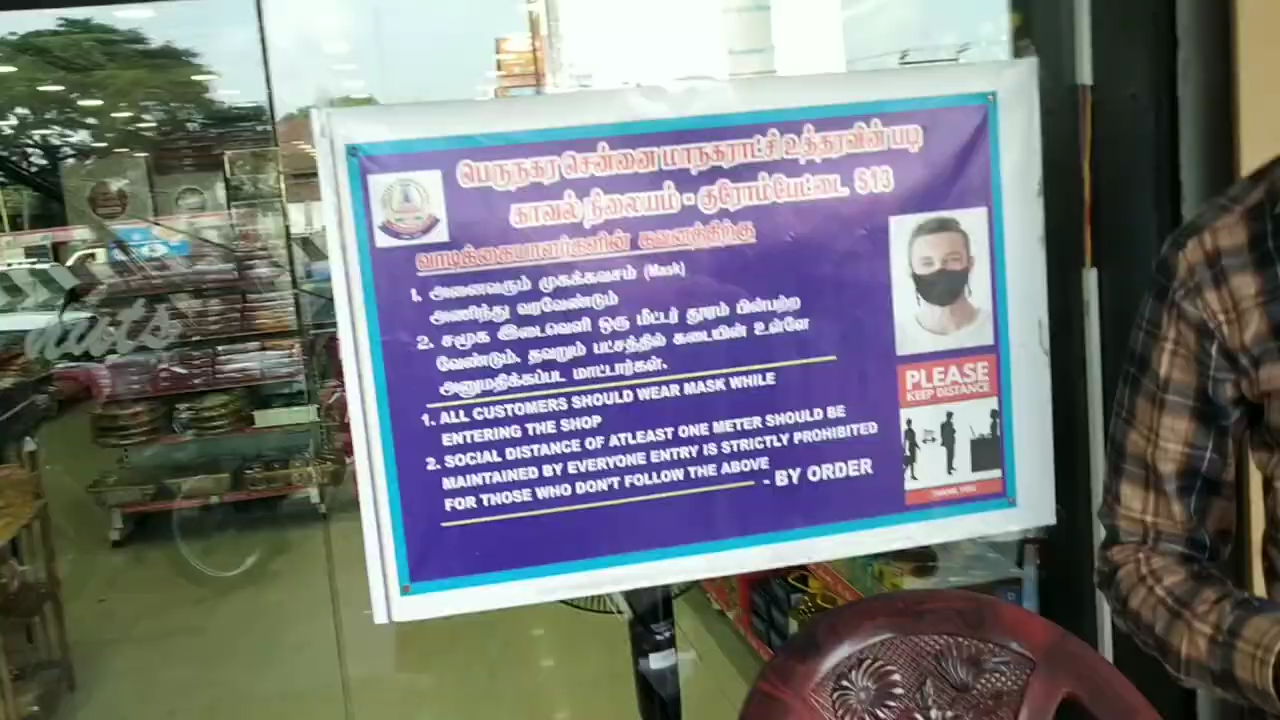 பெருநகர சென்னை மாநகராட்சி உத்தரவின் படி
காவல் நிலையம் - குரோம்பேட்டை S13
வாடிக்கையாளர்களின் கவனத்திற்கு
1. அனைவரும் முகக்கவசம் (Mask)
அணிந்து வரவேண்டும்
2. சமூக இடைவெளி ஒரு மீட்டர் தூரம் பின்பற்ற
வேண்டும். தவறும் பட்சத்தில் கடையின் உள்ளே
அனுமதிக்கப்பட மாட்டார்கள்.
1. ALL CUSTOMERS SHOULD WEAR MASK WHILE
ENTERING THE SHOP
2. SOCIAL DISTANCE OF ATLEAST ONE METER SHOULD BE
MAINTAINED BY EVERYONE ENTRY IS STRICTLY PROHIBITED
FOR THOSE WHO DON'T FOLLOW THE ABOVE
- BY ORDER
PLEASE
KEEP DISTANCE
THANK YOU
nuts